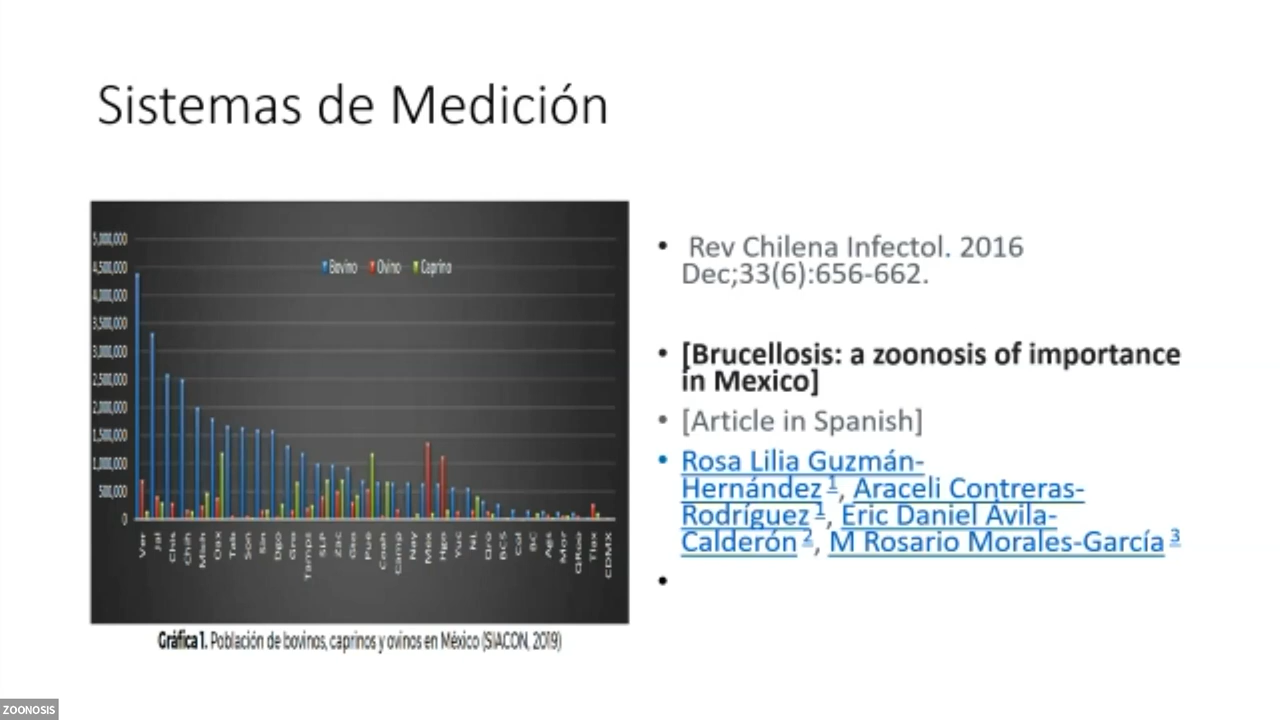 Sistemas de Medición
5,000,000
4,500,000
4,000,000
3,500,000
3,000,000
2,500,000
2,000,000
1,500,000
1,000,000
500,000
0
Bovino Ovino Caprino
Ver Jal Chis Chih Mich Oax Tab Son Sin Dgo Gro Tamps SLP Zac Gto Pue Coah Camp Nay Mex Hgo Yuc NL Qro BCS Col BC Ags Mor QRoo Tlax CDMX
Gráfica 1. Población de bovinos, caprinos y ovinos en México (SIACON, 2019)
• Rev Chilena Infectol. 2016
Dec;33(6):656-662.
• [Brucellosis: a zoonosis of importance
in Mexico]
• [Article in Spanish]
• Rosa Lilia Guzmán-
Hernández 1, Araceli Contreras-
Rodríguez 1, Eric Daniel Avila-
Calderón 2, M Rosario Morales-García 3
•
ZOONOSIS